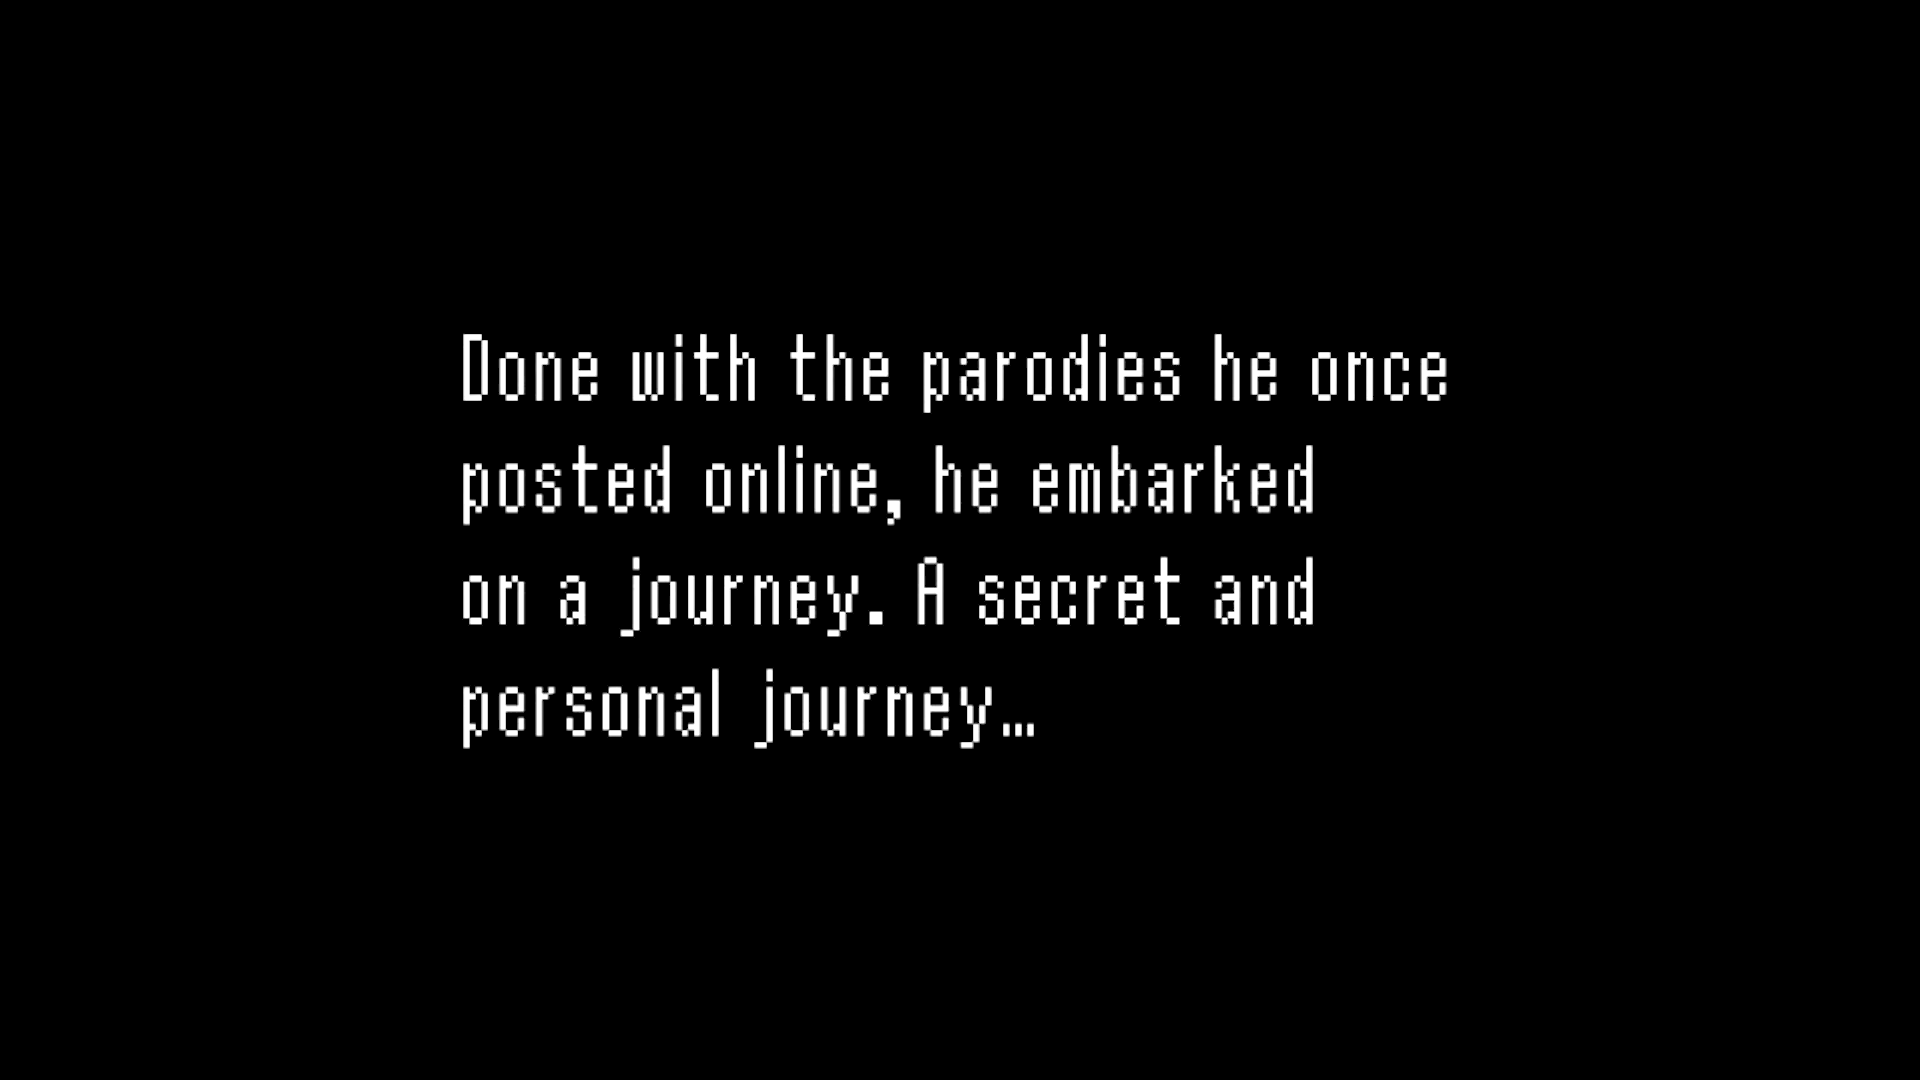 Done with the parodies he once
posted online, he embarked
on a journey. A secret and
personal journey…